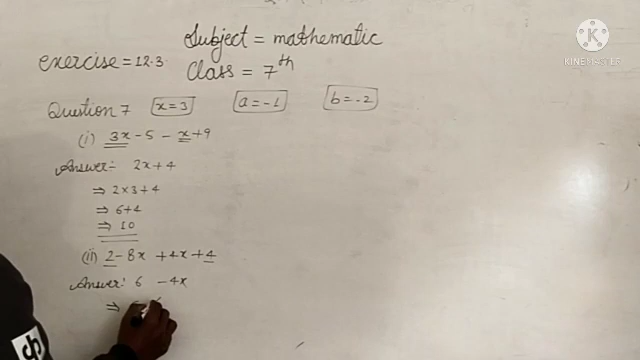 Subject = mathematic
exercise = 12.3
Class = 7th
KINEMASTER
Question 7 x = 3 a = -1 b = -2
(i) 3x - 5 - x + 9
Answer:- 2x + 4
⇒ 2×3+4
⇒ 6+4
⇒ 10
(ii) 2 - 8x + 4x + 4
Answer:- 6 - 4x
⇒
क